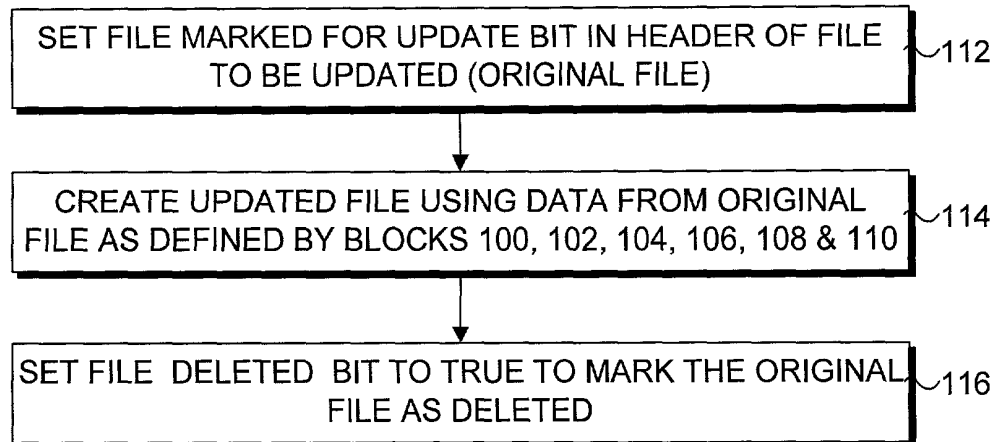 SET FILE MARKED FOR UPDATE BIT IN HEADER OF FILE
TO BE UPDATED (ORIGINAL FILE)
112
CREATE UPDATED FILE USING DATA FROM ORIGINAL
FILE AS DEFINED BY BLOCKS 100, 102, 104, 106, 108 & 110
114
SET FILE DELETED BIT TO TRUE TO MARK THE ORIGINAL
FILE AS DELETED
116